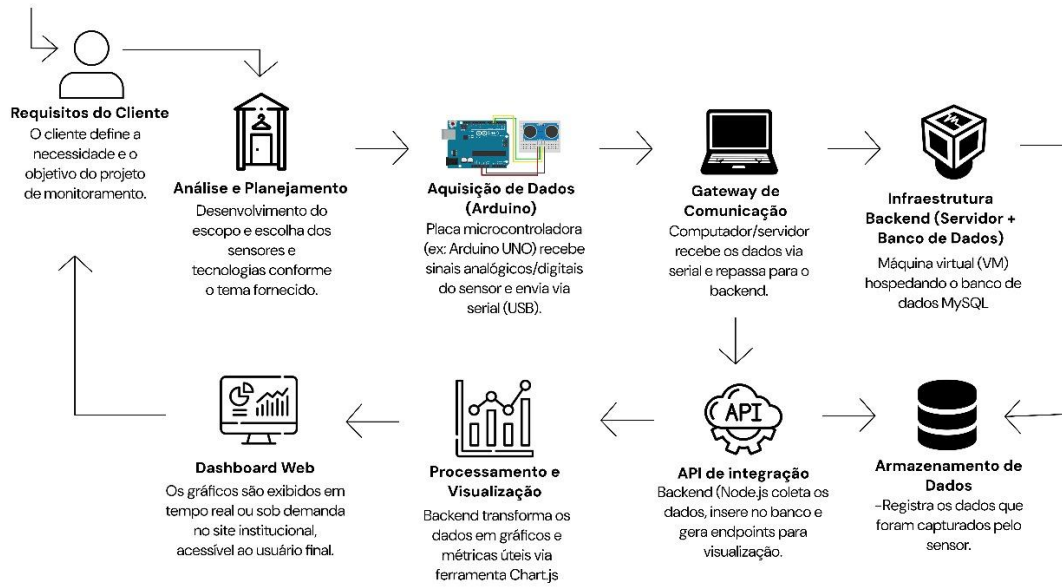 Requisitos do Cliente
O cliente define a
necessidade e o
objetivo do projeto
de monitoramento.
Análise e Planejamento
Desenvolvimento do
escopo e escolha dos
sensores e
tecnologias conforme
o tema fornecido.
Aquisição de Dados
(Arduino)
Placa microcontroladora
(ex: Arduino UNO) recebe
sinais analógicos/digitais
do sensor e envia via
serial (USB).
Gateway de
Comunicação
Computador/servidor
recebe os dados via
serial e repassa para o
backend.
Infraestrutura
Backend (Servidor +
Banco de Dados)
Máquina virtual (VM)
hospedando o banco de
dados MySQL
Dashboard Web
Os gráficos são exibidos em
tempo real ou sob demanda
no site institucional,
acessível ao usuário final.
Processamento e
Visualização
Backend transforma os
dados em gráficos e
métricas úteis via
ferramenta Chart.js
API
API de integração
Backend (Node.js coleta os
dados, insere no banco e
gera endpoints para
visualização.
Armazenamento de
Dados
-Registra os dados que
foram capturados pelo
sensor.